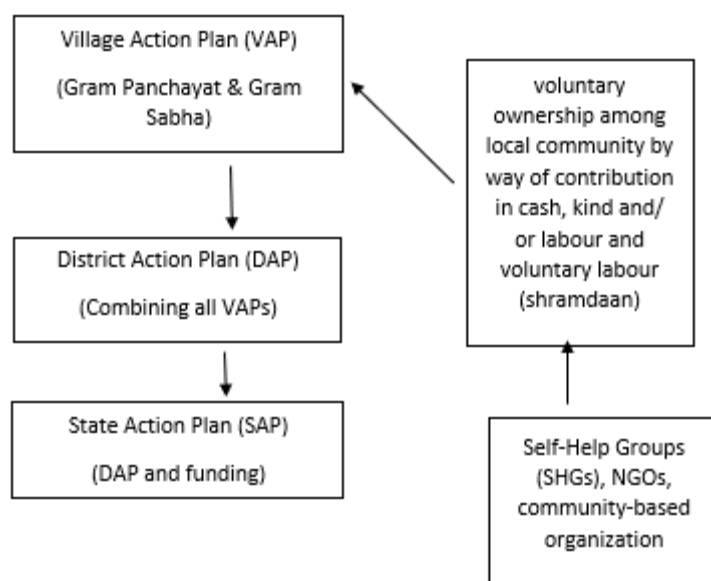 Village Action Plan (VAP)
(Gram Panchayat & Gram
Sabha)
District Action Plan (DAP)
(Combining all VAPs)
State Action Plan (SAP)
(DAP and funding)
voluntary
ownership among
local community by
way of contribution
in cash, kind and/
or labour and
voluntary labour
(shramdaan)
Self-Help Groups
(SHGs), NGOs,
community-based
organization